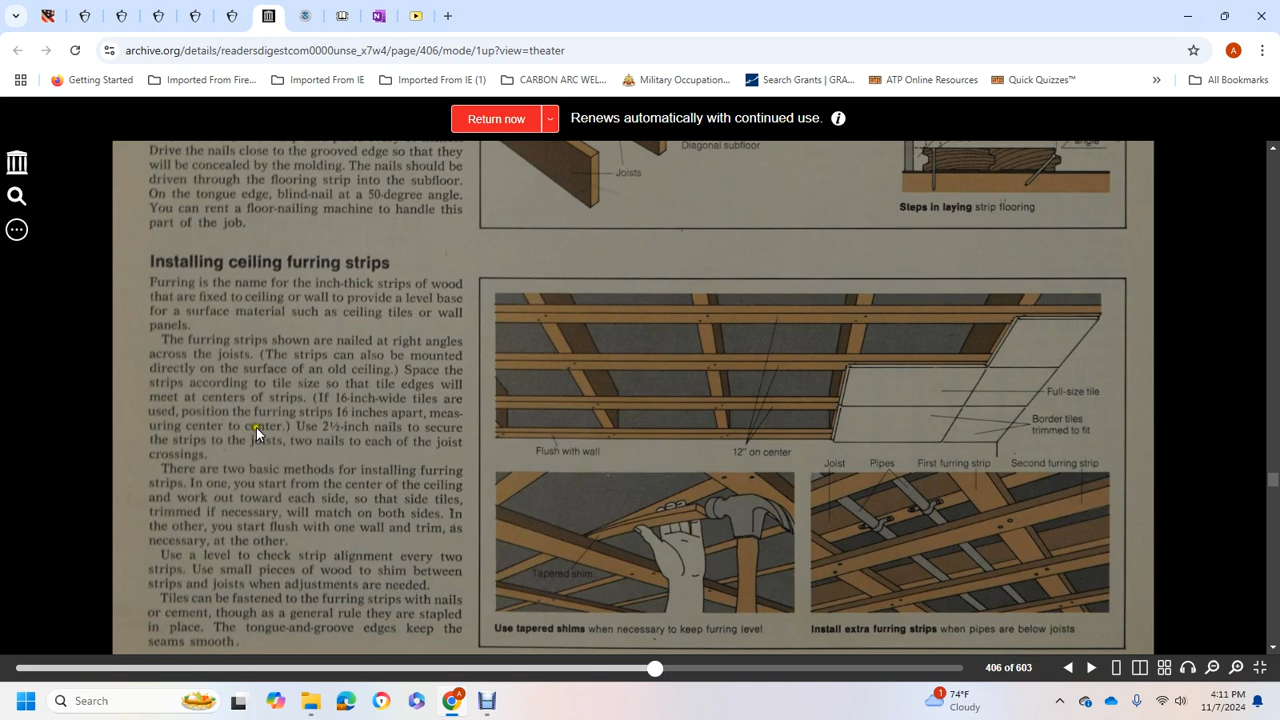 archive.org/details/readersdigestcom0000unse_x7w4/page/406/mode/1up?view=theater
A
Getting Started
Imported From Fire...
Imported From IE
Imported From IE (1)
CARBON ARC WEL...
Military Occupation...
Search Grants | GRA...
ATP Online Resources
Quick Quizzes™
All Bookmarks
Return now
Renews automatically with continued use.
Drive the nails close to the grooved edge so that they
will be concealed by the molding. The nails should be
driven through the flooring strip into the subfloor.
On the tongue edge, blind-nail at a 50-degree angle.
You can rent a floor-nailing machine to handle this
part of the job.
Diagonal subfloor
Joists
angle
Steps in laying strip flooring
Installing ceiling furring strips
Furring is the name for the inch-thick strips of wood
that are fixed to ceiling or wall to provide a level base
for a surface material such as ceiling tiles or wall
panels.
The furring strips shown are nailed at right angles
across the joists. (The strips can also be mounted
directly on the surface of an old ceiling.) Space the
strips according to tile size so that tile edges will
meet at centers of strips. (If 16-inch-wide tiles are
used, position the furring strips 16 inches apart, meas-
uring center to center.) Use 2½-inch nails to secure
the strips to the joists, two nails to each of the joist
crossings.
There are two basic methods for installing furring
strips. In one, you start from the center of the ceiling
and work out toward each side, so that side tiles,
trimmed if necessary, will match on both sides. In
the other, you start flush with one wall and trim, as
necessary, at the other.
Use a level to check strip alignment every two
strips. Use small pieces of wood to shim between
strips and joists when adjustments are needed.
Tiles can be fastened to the furring strips with nails
or cement, though as a general rule they are stapled
in place. The tongue-and-groove edges keep the
seams smooth.
Full-size tile
Border tiles
trimmed to fit
Flush with wall
12" on center
Joist
Pipes
First furring strip
Second furring strip
Tapered shim
Use tapered shims when necessary to keep furring level
Install extra furring strips when pipes are below joists
406 of 603
Search
1
74°F
Cloudy
4:11 PM
11/7/2024